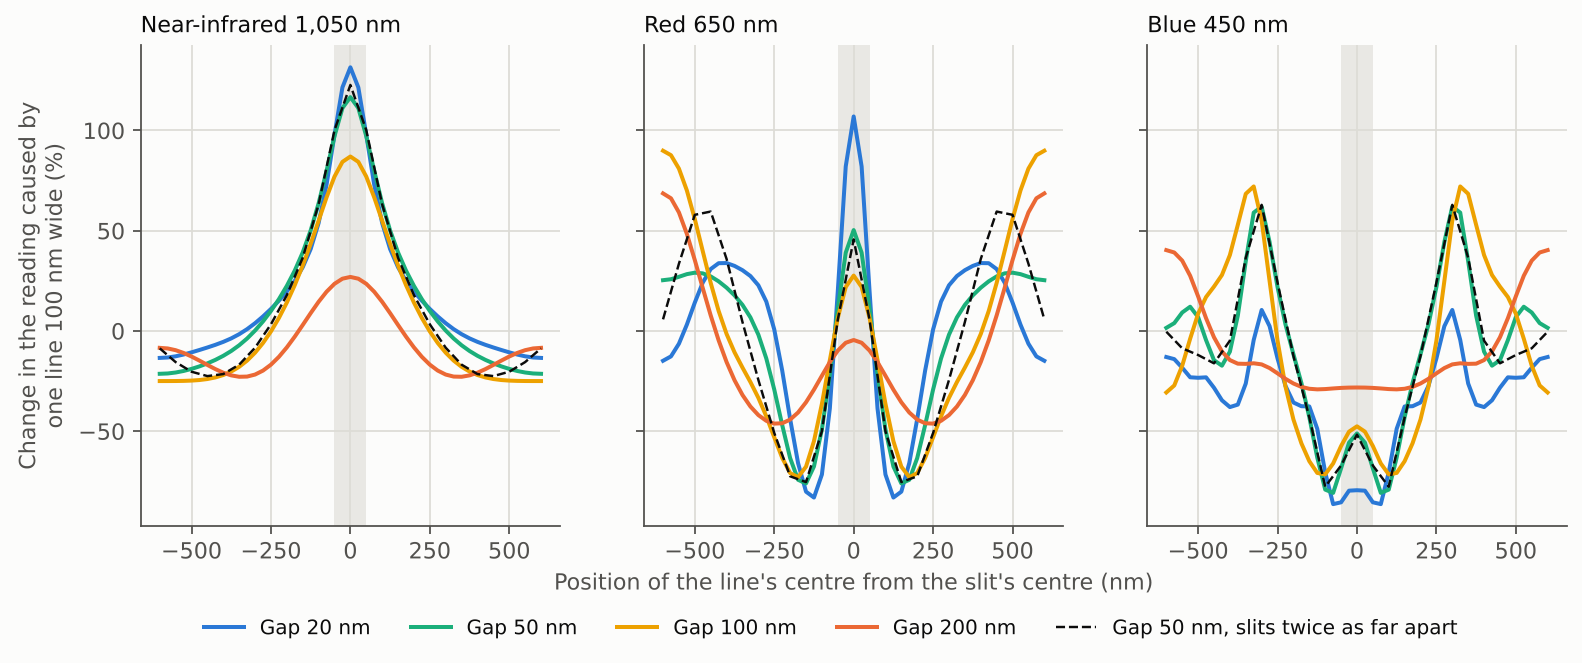 Near-infrared 1,050 nm
Red 650 nm
Blue 450 nm
Change in the reading caused by
one line 100 nm wide (%)
100
50
0
−50
−500 −250 0 250 500
−500 −250 0 250 500
−500 −250 0 250 500
Position of the line's centre from the slit's centre (nm)
Gap 20 nm
Gap 50 nm
Gap 100 nm
Gap 200 nm
Gap 50 nm, slits twice as far apart